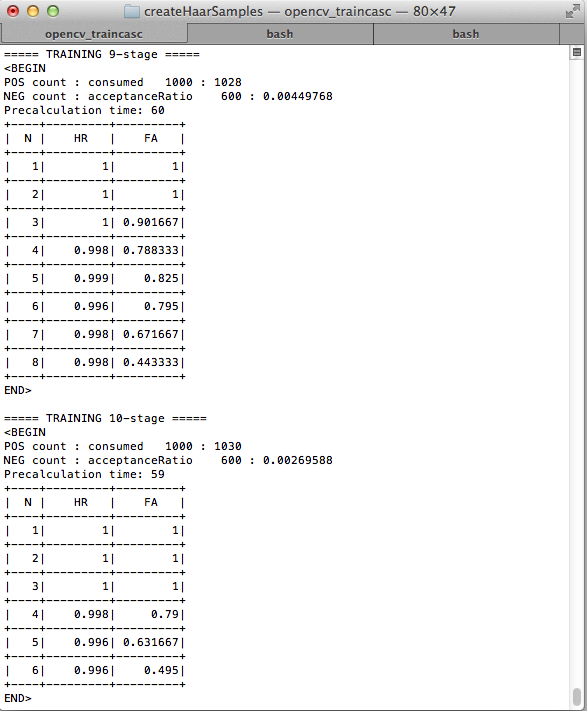 createHaarSamples — opencv_traincasc — 80×47
opencv_traincasc bash bash
===== TRAINING 9-stage =====
<BEGIN
POS count : consumed   1000 : 1028
NEG count : acceptanceRatio    600 : 0.00449768
Precalculation time: 60
+----+---------+---------+
|  N |    HR   |    FA   |
+----+---------+---------+
|   1|        1|        1|
+----+---------+---------+
|   2|        1|        1|
+----+---------+---------+
|   3|        1| 0.901667|
+----+---------+---------+
|   4|    0.998| 0.788333|
+----+---------+---------+
|   5|    0.999|    0.825|
+----+---------+---------+
|   6|    0.996|    0.795|
+----+---------+---------+
|   7|    0.998| 0.671667|
+----+---------+---------+
|   8|    0.998| 0.443333|
+----+---------+---------+
END>

===== TRAINING 10-stage =====
<BEGIN
POS count : consumed   1000 : 1030
NEG count : acceptanceRatio    600 : 0.00269588
Precalculation time: 59
+----+---------+---------+
|  N |    HR   |    FA   |
+----+---------+---------+
|   1|        1|        1|
+----+---------+---------+
|   2|        1|        1|
+----+---------+---------+
|   3|        1|        1|
+----+---------+---------+
|   4|    0.998|     0.79|
+----+---------+---------+
|   5|    0.996| 0.631667|
+----+---------+---------+
|   6|    0.996|    0.495|
+----+---------+---------+
END>